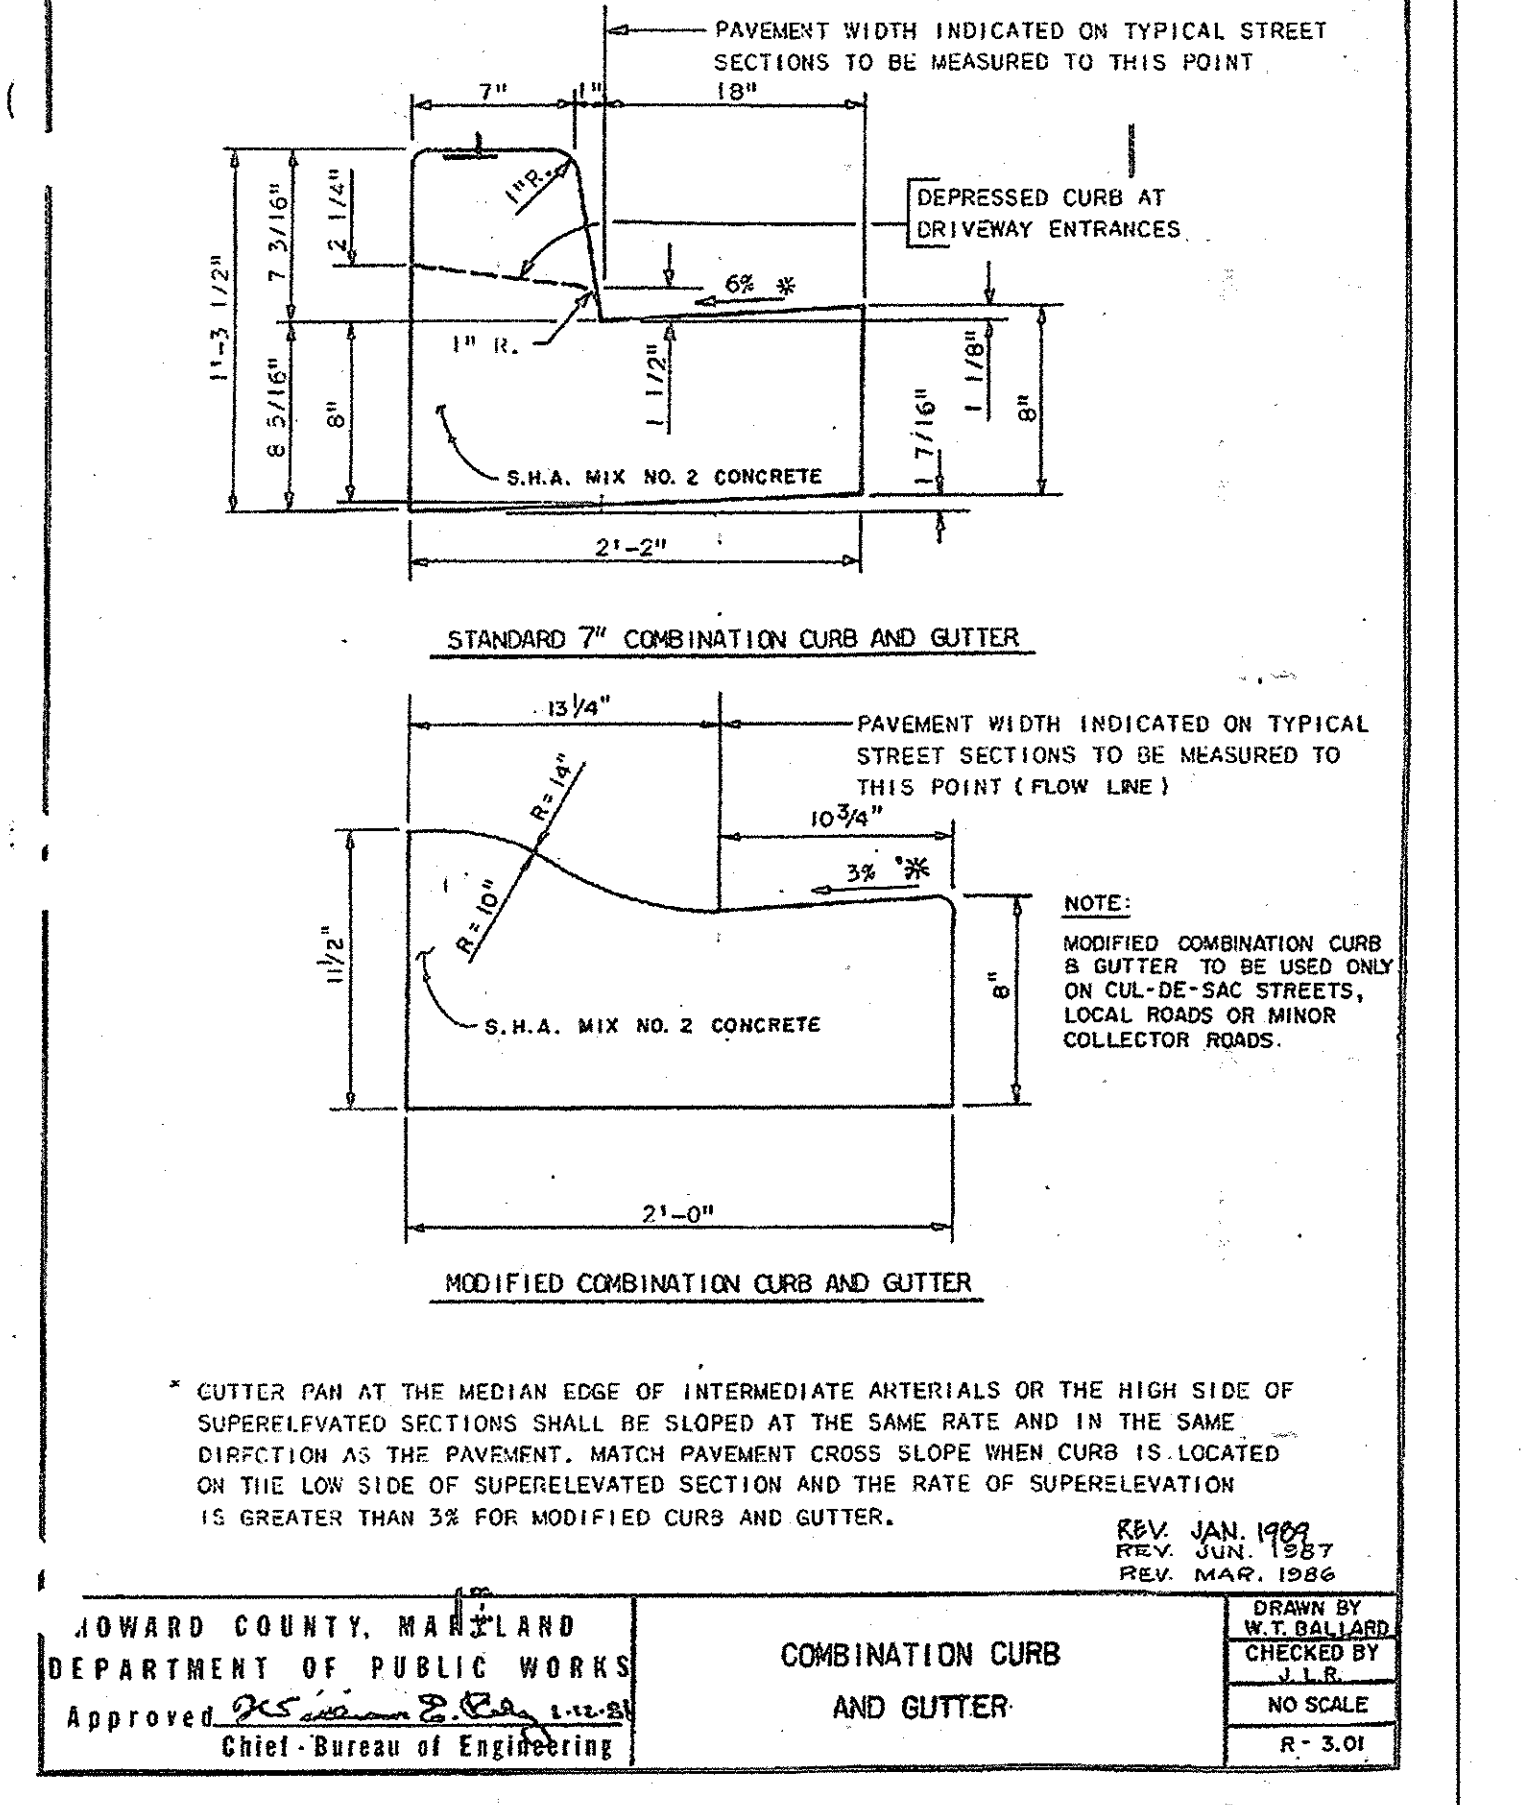 PAVEMENT WIDTH INDICATED ON TYPICAL STREET
SECTIONS TO BE MEASURED TO THIS POINT
7"
1"
18"
1"R.
DEPRESSED CURB AT
DRIVEWAY ENTRANCES
1'-3 1/2"
7 3/16"
2 1/4"
6% *
1" R.
8 5/16"
8"
1 1/2"
1 1/8"
1 7/16"
8"
S.H.A. MIX NO. 2 CONCRETE
2'-2"
STANDARD 7" COMBINATION CURB AND GUTTER
13 1/4"
PAVEMENT WIDTH INDICATED ON TYPICAL
STREET SECTIONS TO BE MEASURED TO
THIS POINT (FLOW LINE)
R = 14"
10 3/4"
3% *
R = 10"
11 1/2"
8"
S.H.A. MIX NO. 2 CONCRETE
NOTE:
MODIFIED COMBINATION CURB
& GUTTER TO BE USED ONLY
ON CUL-DE-SAC STREETS,
LOCAL ROADS OR MINOR
COLLECTOR ROADS.
2'-0"
MODIFIED COMBINATION CURB AND GUTTER
* GUTTER PAN AT THE MEDIAN EDGE OF INTERMEDIATE ARTERIALS OR THE HIGH SIDE OF
SUPERELEVATED SECTIONS SHALL BE SLOPED AT THE SAME RATE AND IN THE SAME
DIRECTION AS THE PAVEMENT. MATCH PAVEMENT CROSS SLOPE WHEN CURB IS LOCATED
ON THE LOW SIDE OF SUPERELEVATED SECTION AND THE RATE OF SUPERELEVATION
IS GREATER THAN 3% FOR MODIFIED CURB AND GUTTER.
REV. JAN. 1989
REV. JUN. 1987
REV. MAR. 1986
HOWARD COUNTY, MARYLAND
DEPARTMENT OF PUBLIC WORKS
Approved
Chief - Bureau of Engineering
COMBINATION CURB
AND GUTTER
DRAWN BY
W.T. BALLARD
CHECKED BY
J.L.R.
NO SCALE
R - 3.01